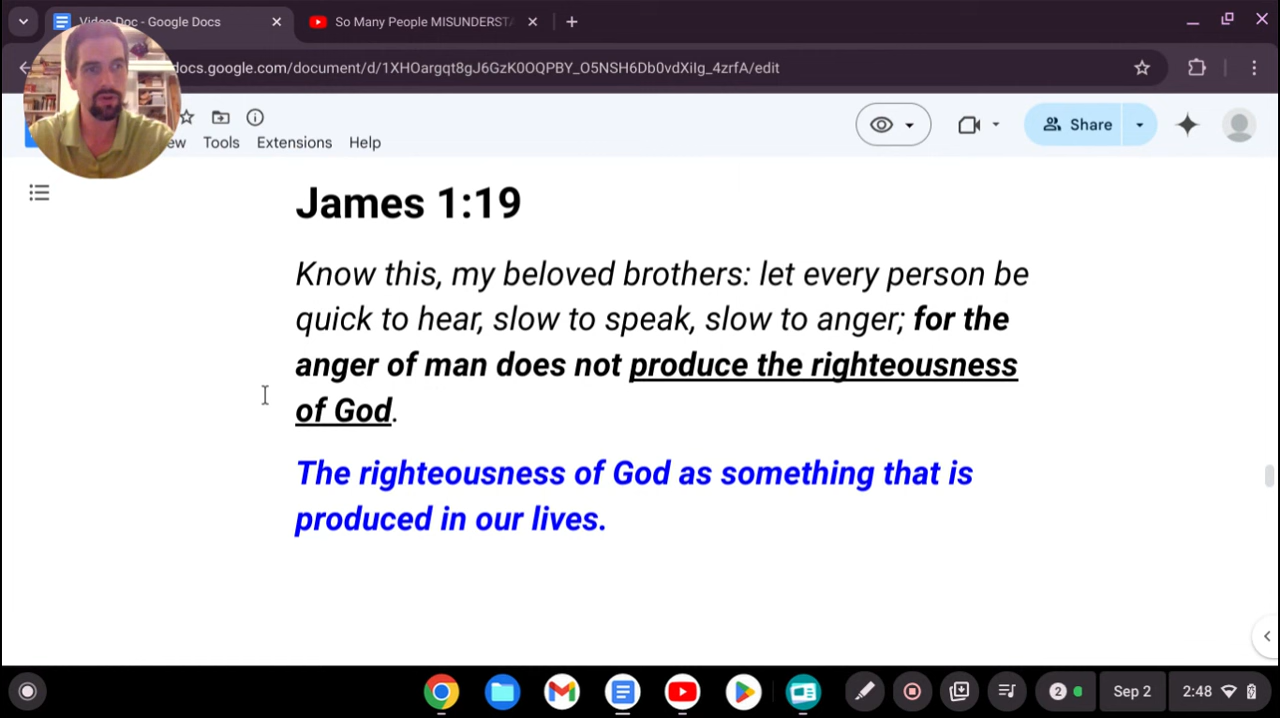 Video Doc - Google Docs
So Many People MISUNDERSTA
docs.google.com/document/d/1XHOargqt8gJ6GzK0OQPBY_O5NSH6Db0vdXiIg_4zrfA/edit
ew Tools Extensions Help
Share
James 1:19
Know this, my beloved brothers: let every person be
quick to hear, slow to speak, slow to anger; for the
anger of man does not produce the righteousness
of God.
The righteousness of God as something that is
produced in our lives.
2
Sep 2
2:48